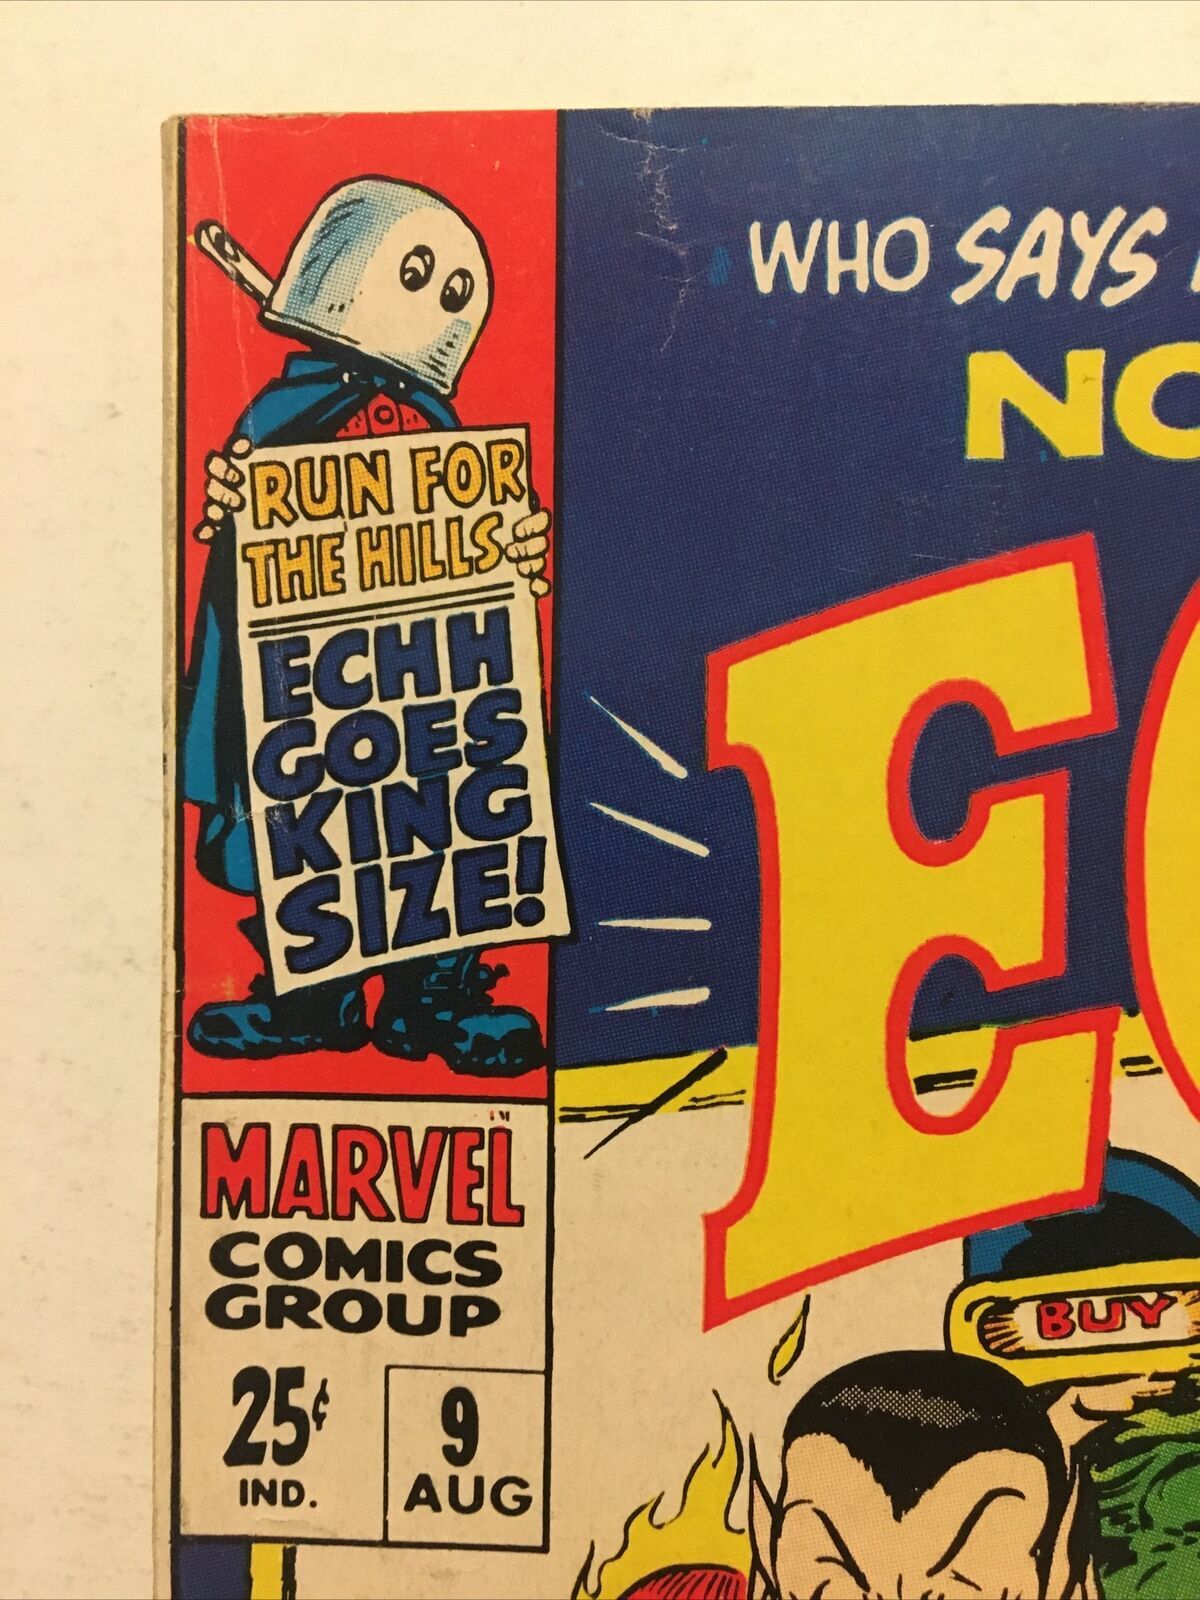 WHO SAYS
NO
RUN FOR
THE HILLS
ECHH
GOES
KING
SIZE!
E
MARVEL
TM
COMICS
GROUP
25¢
IND.
9
AUG
BUY